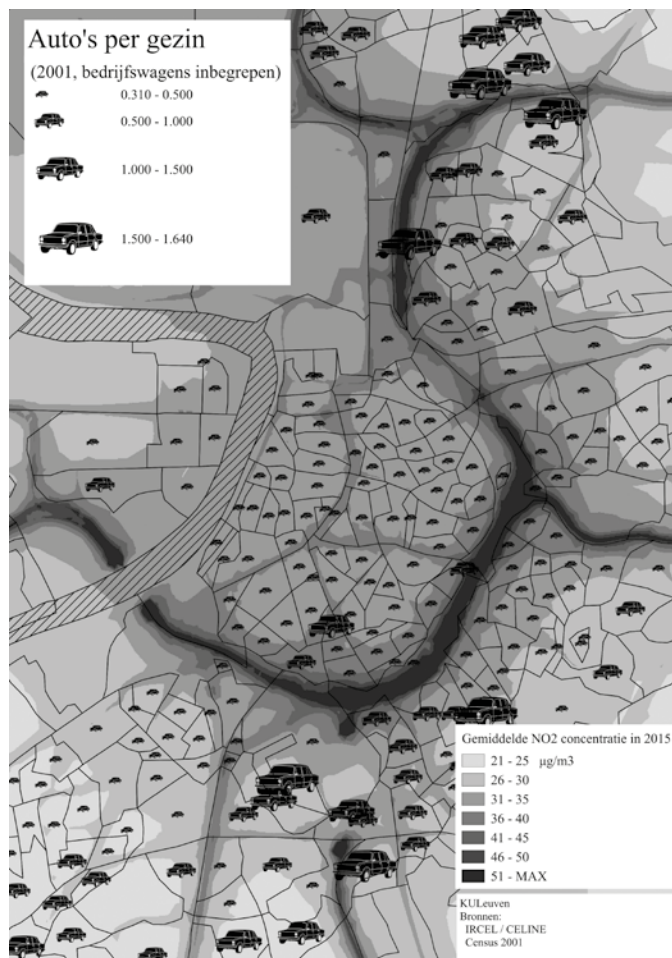 Auto's per gezin
(2001, bedrijfswagens inbegrepen)
0.310 - 0.500
0.500 - 1.000
1.000 - 1.500
1.500 - 1.640
Gemiddelde NO2 concentratie in 2015
21 - 25 µg/m3
26 - 30
31 - 35
36 - 40
41 - 45
46 - 50
51 - MAX
KULeuven
Bronnen:
IRCEL / CELINE
Census 2001